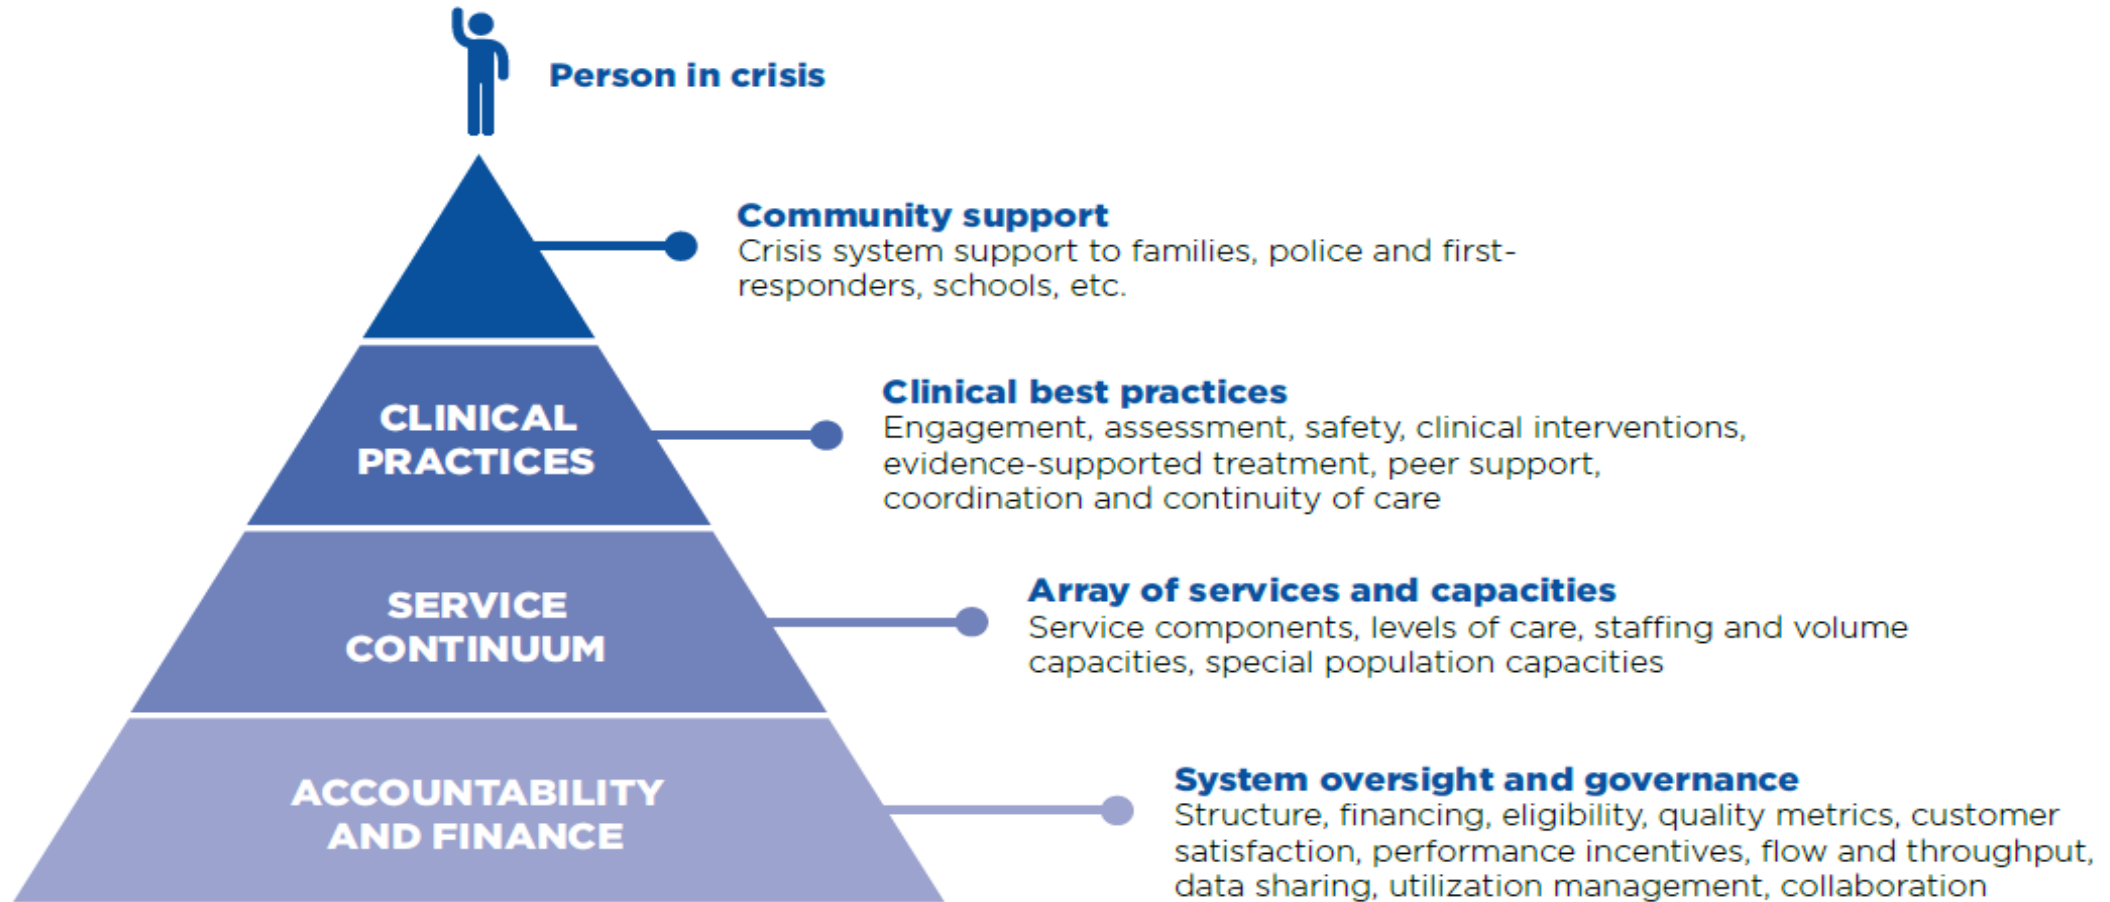 Person in crisis
Community support
Crisis system support to families, police and first-
responders, schools, etc.
CLINICAL
PRACTICES
Clinical best practices
Engagement, assessment, safety, clinical interventions,
evidence-supported treatment, peer support,
coordination and continuity of care
SERVICE
CONTINUUM
Array of services and capacities
Service components, levels of care, staffing and volume
capacities, special population capacities
ACCOUNTABILITY
AND FINANCE
System oversight and governance
Structure, financing, eligibility, quality metrics, customer
satisfaction, performance incentives, flow and throughput,
data sharing, utilization management, collaboration